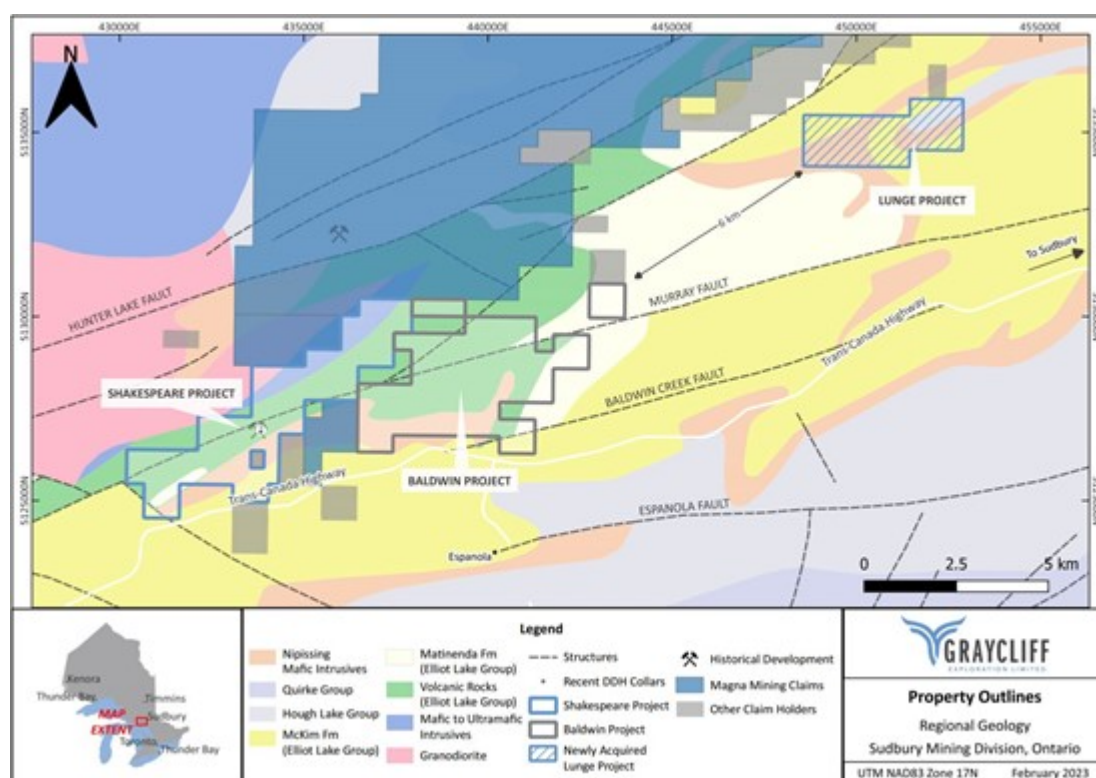 430000E
435000E
440000E
445000E
450000E
455000E
N
5135000N
5130000N
5125000N
5135000N
5130000N
5125000N
HUNTER LAKE FAULT
SHAKESPEARE PROJECT
Trans-Canada Highway
BALDWIN PROJECT
Espanola
6 km
LUNGE PROJECT
To Sudbury
MURRAY FAULT
Trans-Canada Highway
BALDWIN CREEK FAULT
ESPANOLA FAULT
0 2.5 5 km
Kenora
Thunder Bay
Timmins
MAP
Sudbury
EXTENT
Toronto
Thunder Bay
Legend
Nipissing
Mafic Intrusives
Quirke Group
Hough Lake Group
McKim Fm
(Elliot Lake Group)
Matinenda Fm
(Elliot Lake Group)
Volcanic Rocks
(Elliot Lake Group)
Mafic to Ultramafic
Intrusives
Granodiorite
Structures
Recent DDH Collars
Shakespeare Project
Baldwin Project
Newly Acquired
Lunge Project
Historical Development
Magna Mining Claims
Other Claim Holders
GRAYCLIFF
EXPLORATION LIMITED
Property Outlines
Regional Geology
Sudbury Mining Division, Ontario
UTM NAD83 Zone 17N February 2023